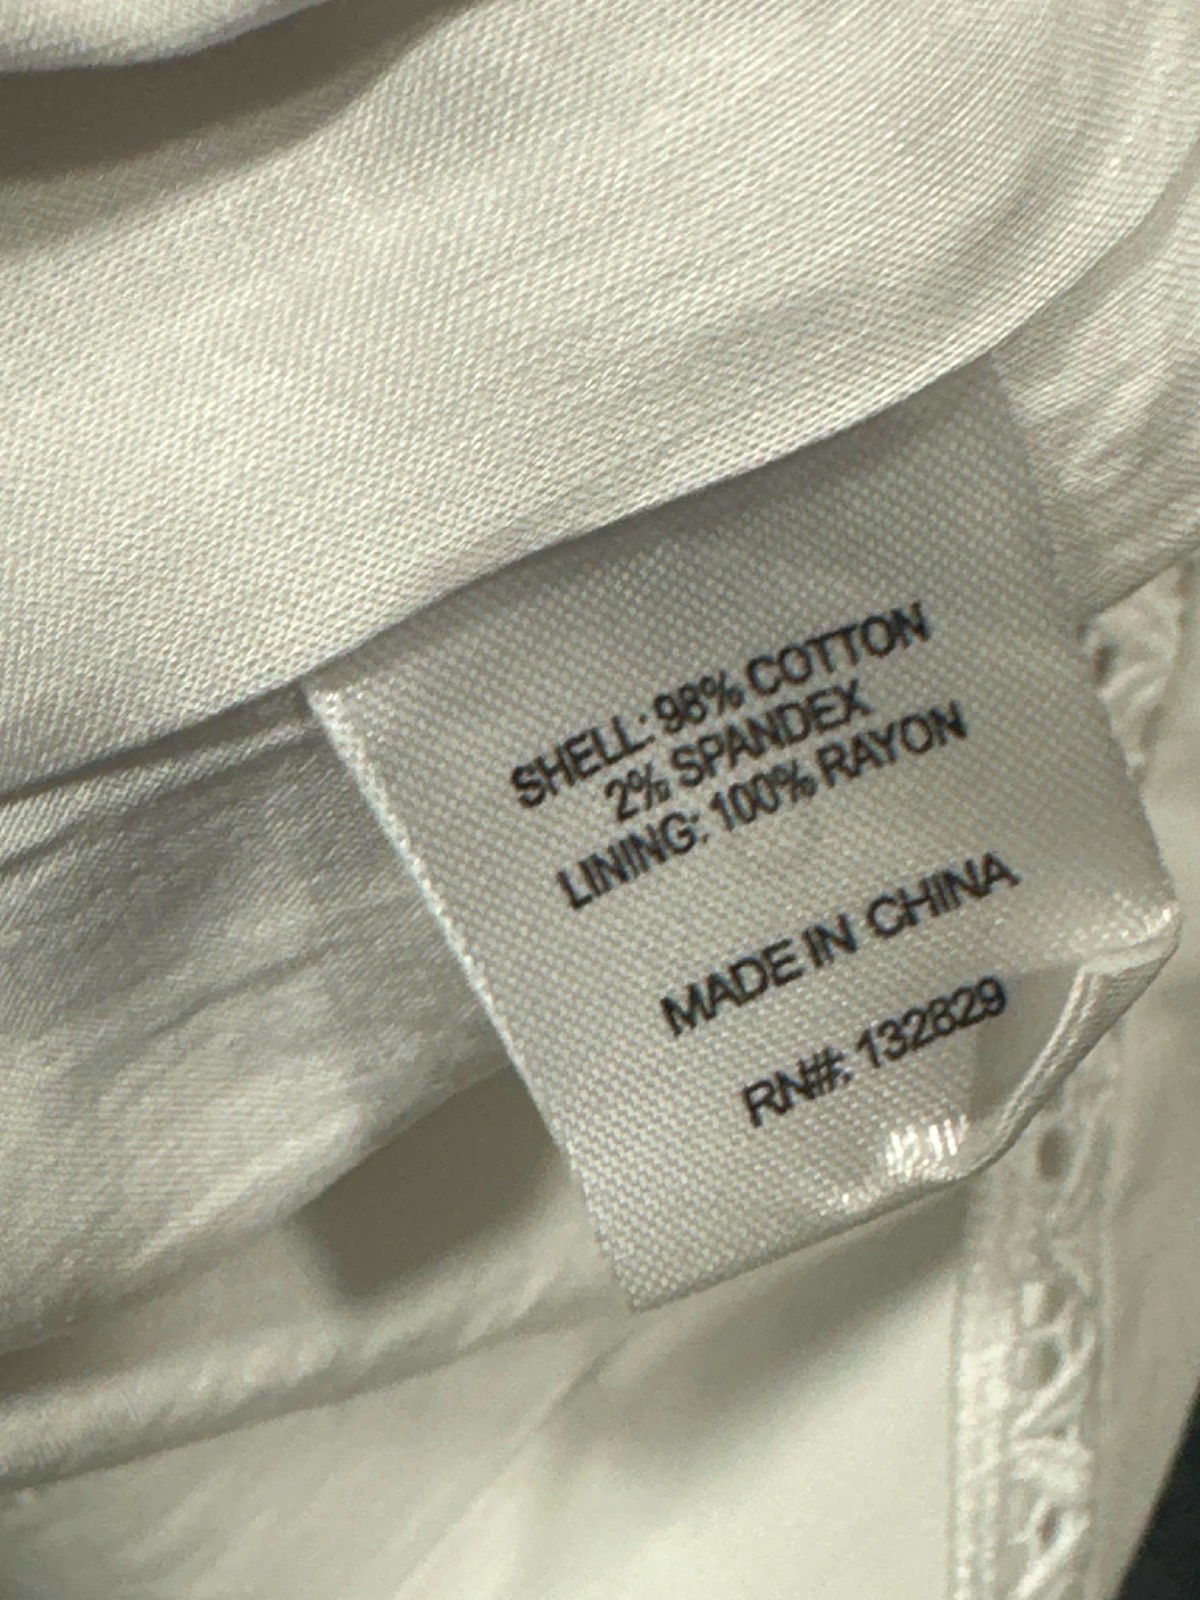 SHELL: 98% COTTON
2% SPANDEX
LINING: 100% RAYON
MADE IN CHINA
RN#: 132829